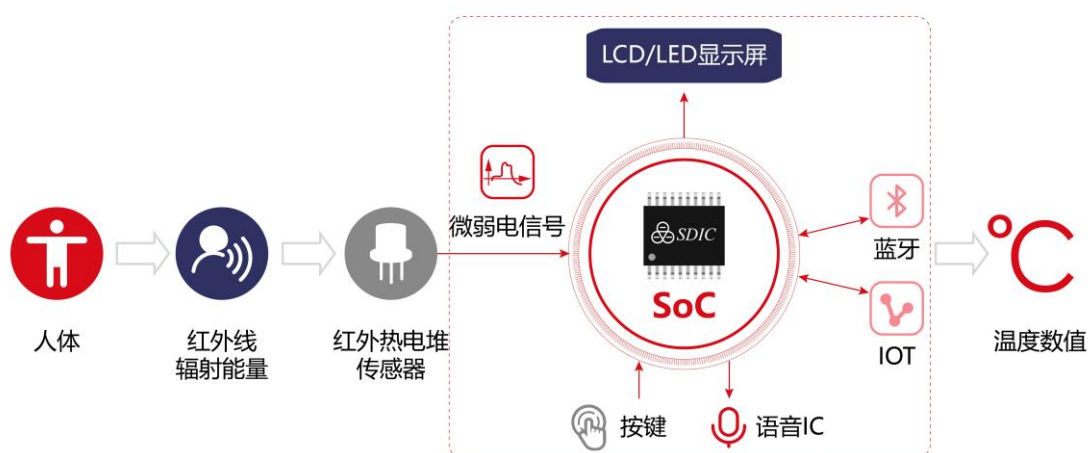 LCD/LED显示屏
微弱电信号
SDIC
SoC
蓝牙
IOT
℃
人体
红外线
辐射能量
红外热电堆
传感器
温度数值
按键
语音IC